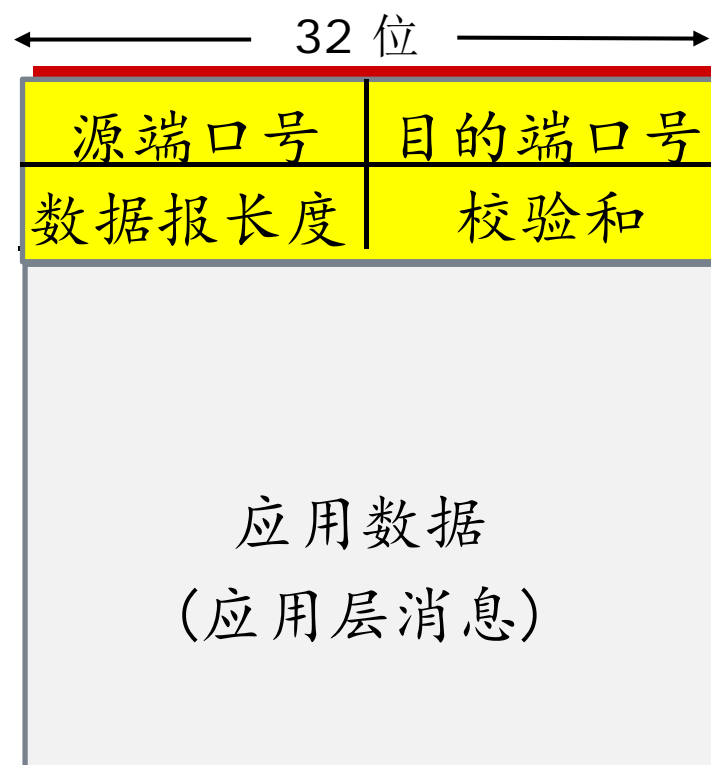 32 位
源端口号 目的端口号
数据报长度 校验和
应用数据
(应用层消息)